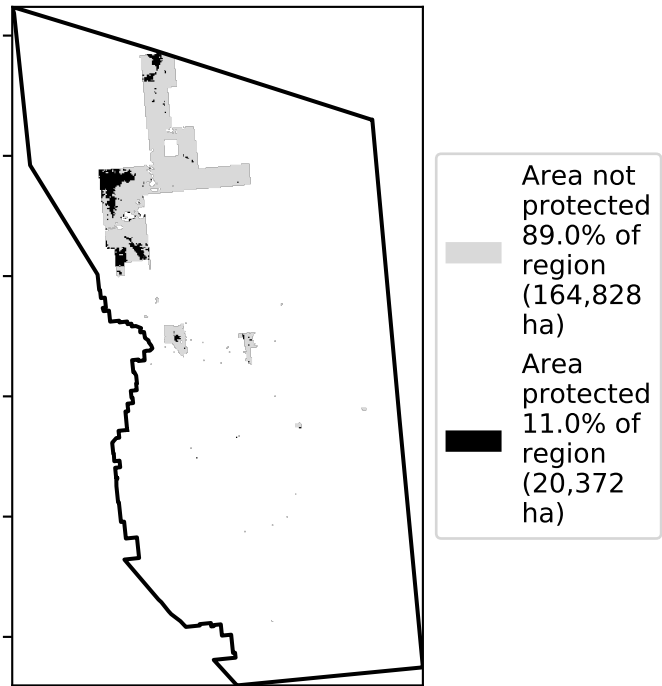 Area not
protected
89.0% of
region
(164,828
ha)
Area
protected
11.0% of
region
(20,372
ha)